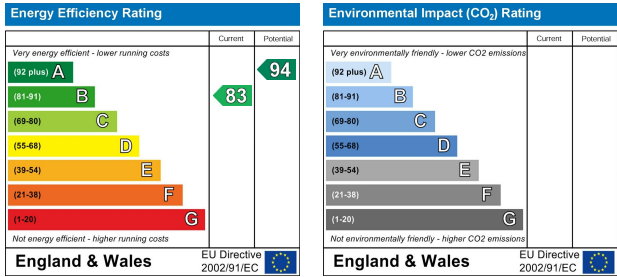 Energy Efficiency Rating
Current Potential
Very energy efficient - lower running costs
(92 plus) A
(81-91) B
(69-80) C
(55-68) D
(39-54) E
(21-38) F
(1-20) G
83
94
Not energy efficient - higher running costs
England & Wales
EU Directive
2002/91/EC
Environmental Impact (CO₂) Rating
Current Potential
Very environmentally friendly - lower CO2 emissions
(92 plus) A
(81-91) B
(69-80) C
(55-68) D
(39-54) E
(21-38) F
(1-20) G
Not environmentally friendly - higher CO2 emissions
England & Wales
EU Directive
2002/91/EC